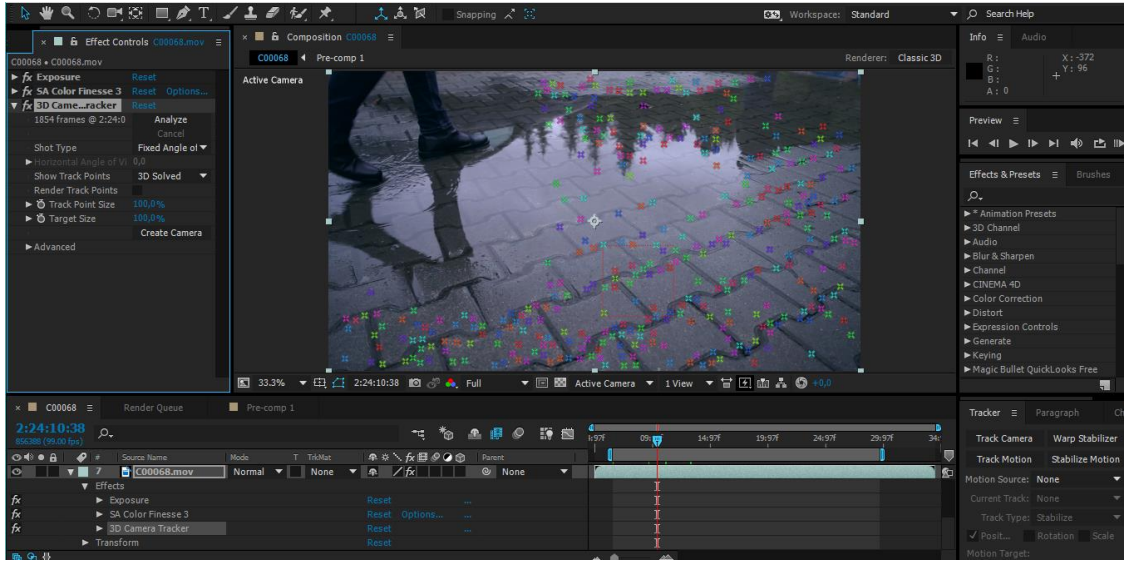 T
Snapping
Workspace: Standard
Search Help
Effect Controls C00068.mov
Composition C00068
Info
Audio
C00068 • C00068.mov
C00068
Pre-comp 1
Renderer: Classic 3D
fx Exposure
Reset
Active Camera
R :
X : -372
fx SA Color Finesse 3
Reset
Options...
G :
Y : 96
fx 3D Came...racker
Reset
B :
A : 0
1854 frames @ 2:24:0
Analyze
Cancel
Preview
Shot Type
Fixed Angle of
Horizontal Angle of Vi
0,0
Show Track Points
3D Solved
Effects & Presets
Brushes
Render Track Points
Track Point Size
100,0%
Target Size
100,0%
* Animation Presets
Create Camera
3D Channel
Advanced
Audio
Blur & Sharpen
Channel
CINEMA 4D
Color Correction
Distort
Expression Controls
Generate
Keying
Magic Bullet QuickLooks Free
33.3%
2:24:10:38
Full
Active Camera
1 View
+0,0
C00068
Render Queue
Pre-comp 1
Tracker
Paragraph
Ch
2:24:10:38
856388 (99.00 fps)
14:97F
19:97F
24:97F
29:97F
34:
Track Camera
Warp Stabilizer
#
Source Name
Mode
T
TrkMat
Parent
Track Motion
Stabilize Motion
7
C00068.mov
Normal
None
None
Motion Source: None
Effects
Current Track: None
fx
Exposure
Reset
...
Track Type: Stabilize
fx
SA Color Finesse 3
Reset
Options...
...
fx
3D Camera Tracker
Reset
...
Posit...
Rotation
Scale
Transform
Reset
Motion Target: